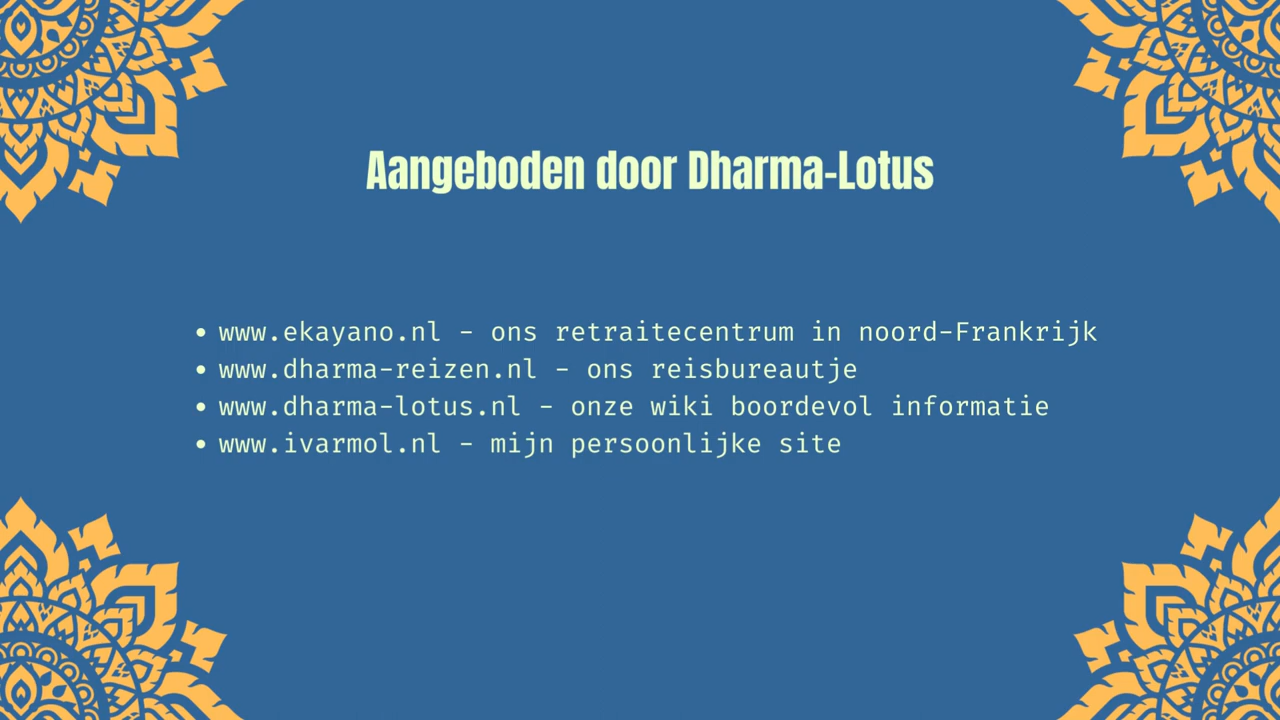 Aangeboden door Dharma-Lotus
• www.ekayano.nl - ons retraitecentrum in noord-Frankrijk
• www.dharma-reizen.nl - ons reisbureautje
• www.dharma-lotus.nl - onze wiki boordevol informatie
• www.ivarmol.nl - mijn persoonlijke site